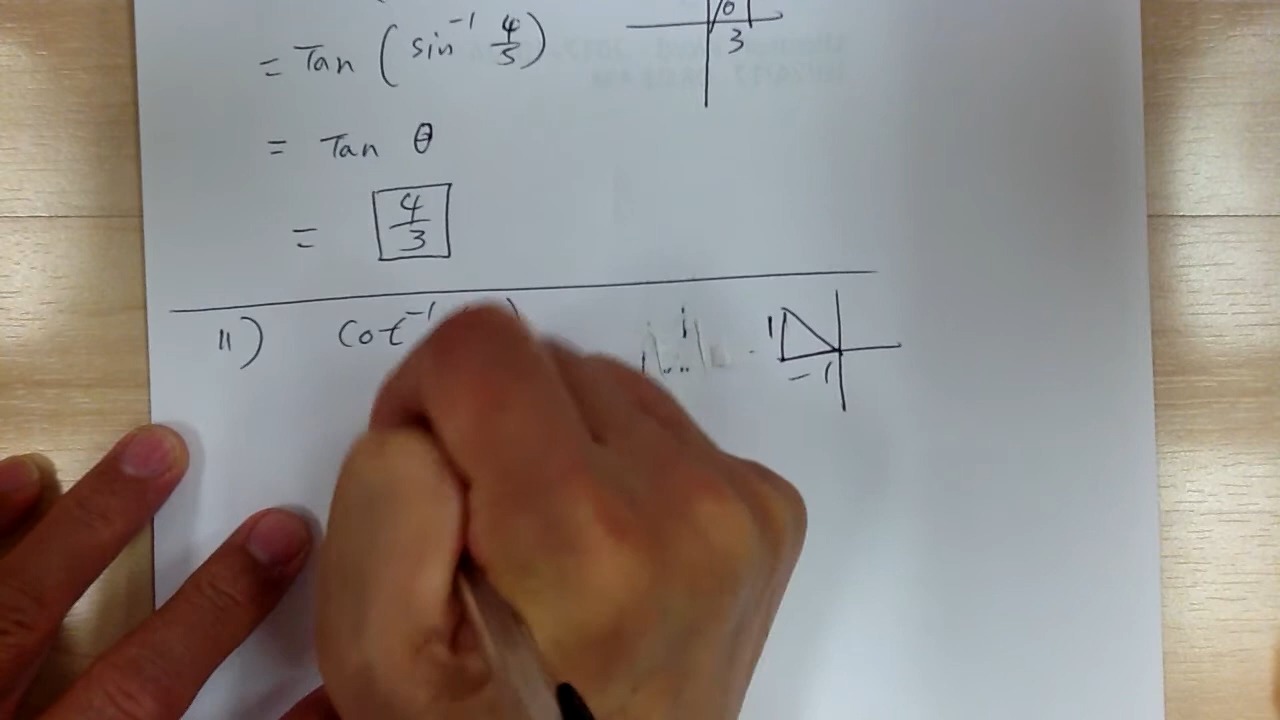 = Tan ( sin⁻¹ 4/5 )
θ
3
= Tan θ
= 4/3
11) Cot⁻¹ )
1
-1